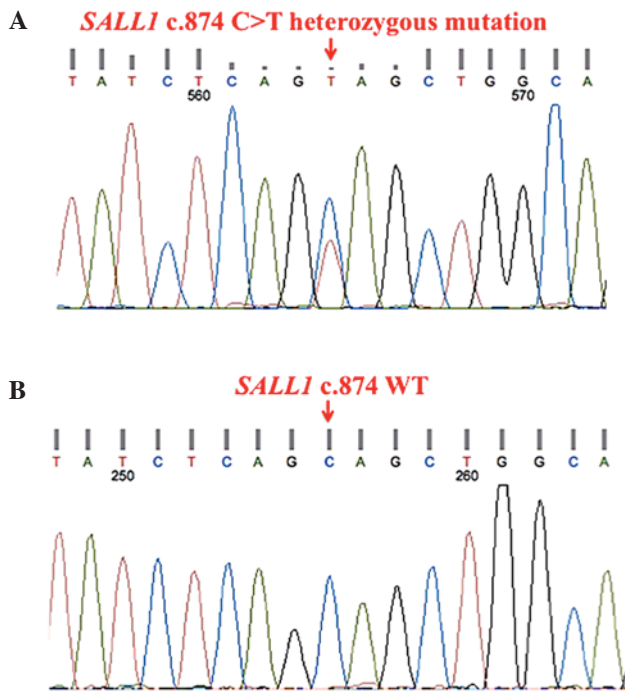 A
SALL1 c.874 C>T heterozygous mutation
T A T C T C A G T A G C T G G C A
560 570
B
SALL1 c.874 WT
T A T C T C A G C A G C T G G C A
250 260